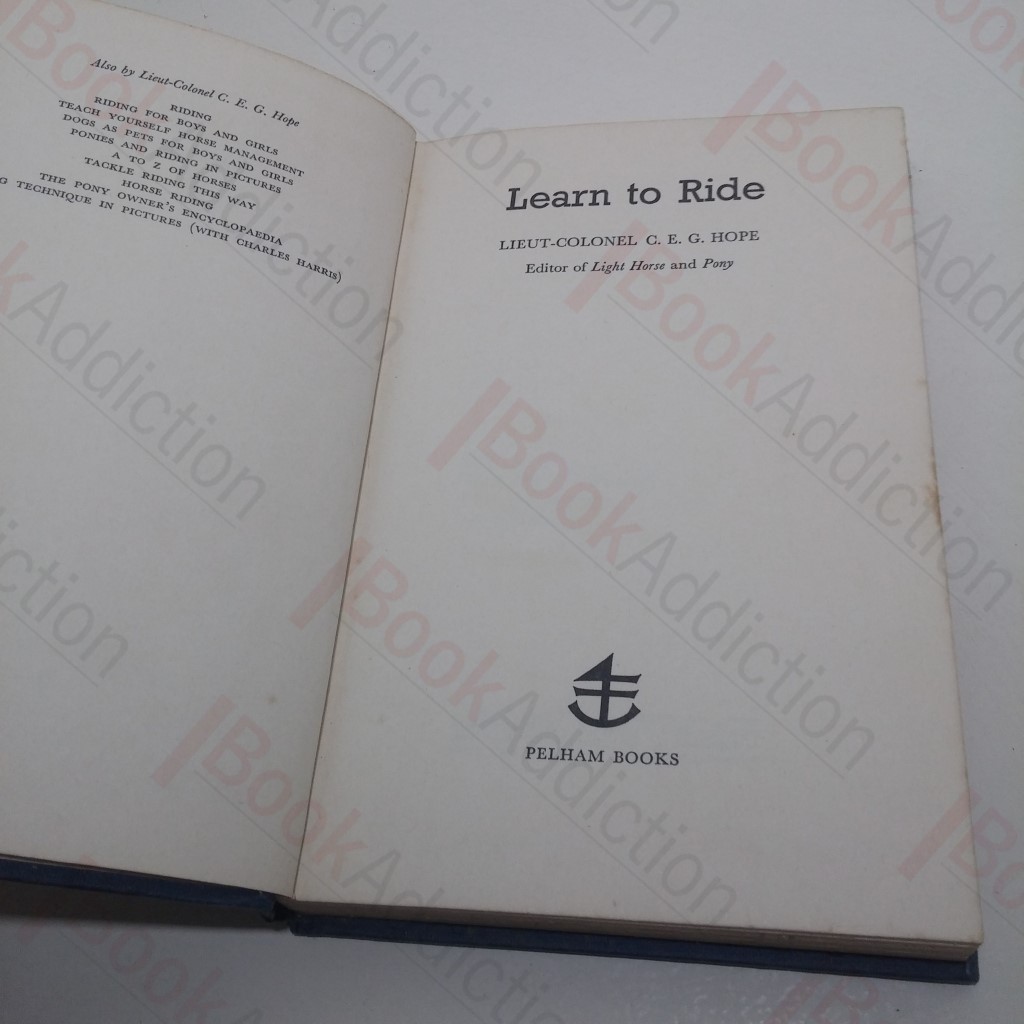 Also by Lieut-Colonel C. E. G. Hope
RIDING
RIDING FOR BOYS AND GIRLS
TEACH YOURSELF HORSE MANAGEMENT
DOGS AS PETS FOR BOYS AND GIRLS
PONIES AND RIDING IN PICTURES
A TO Z OF HORSES
TACKLE RIDING THIS WAY
HORSE RIDING
THE PONY OWNER'S ENCYCLOPAEDIA
G TECHNIQUE IN PICTURES (WITH CHARLES HARRIS)
Learn to Ride
LIEUT-COLONEL C. E. G. HOPE
Editor of Light Horse and Pony
PELHAM BOOKS
BookAddiction